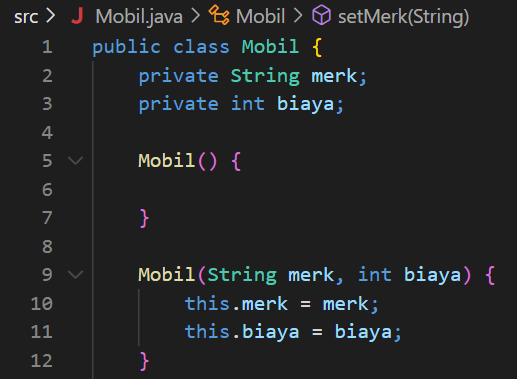 src > Mobil.java > Mobil > setMerk(String)
1 public class Mobil {
2     private String merk;
3     private int biaya;
4
5     Mobil() {
6
7     }
8
9     Mobil(String merk, int biaya) {
10         this.merk = merk;
11         this.biaya = biaya;
12     }